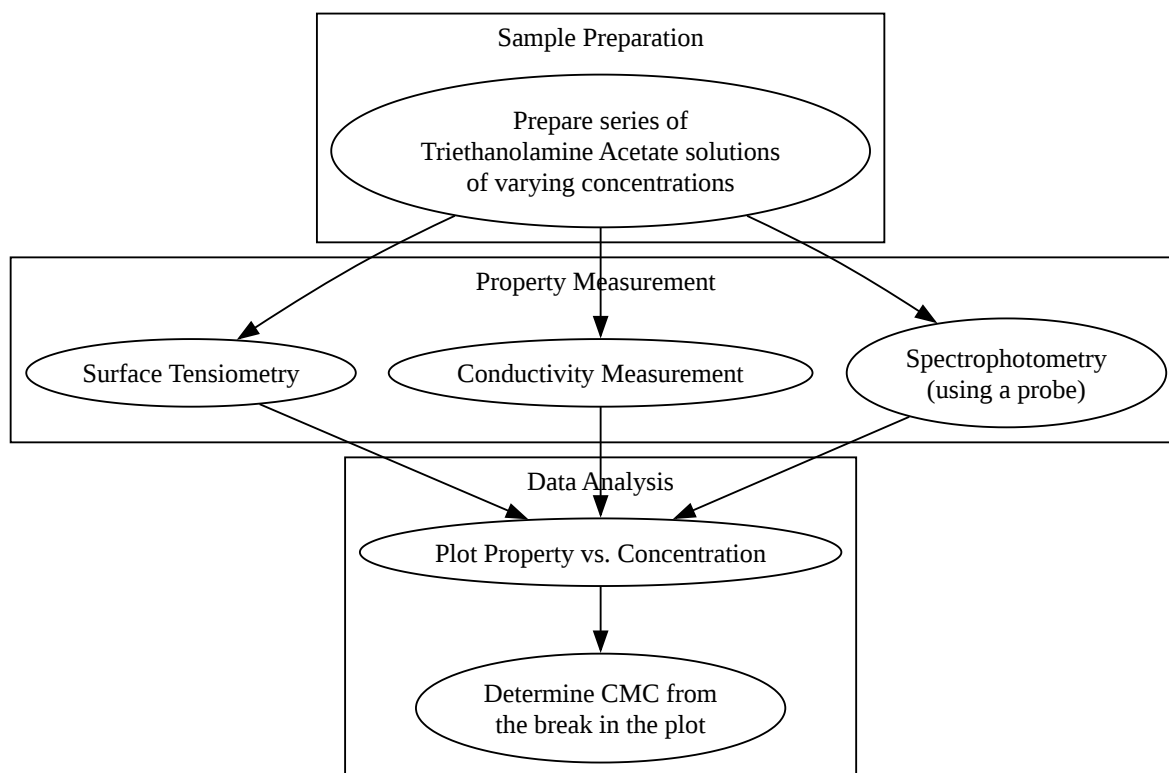 Sample Preparation
Prepare series of
Triethanolamine Acetate solutions
of varying concentrations
Property Measurement
Surface Tensiometry
Conductivity Measurement
Spectrophotometry
(using a probe)
Data Analysis
Plot Property vs. Concentration
Determine CMC from
the break in the plot